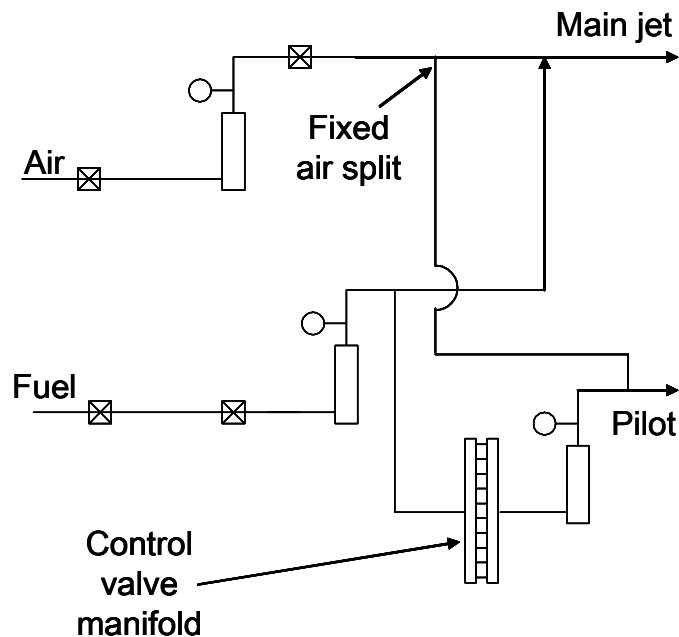 Main jet
Fixed
air split
Air
Fuel
Pilot
Control
valve
manifold